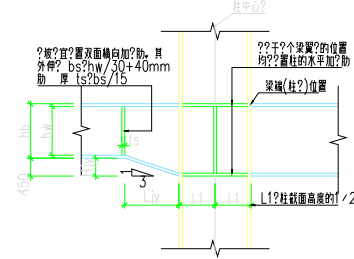 柱中心?
?坡?宜?置双面横向加?肋，其
外伸? bs?hw/30+40mm
肋 厚 ts?bs/15
??于?个梁翼?的位置
均??置柱的水平加?肋
梁端(柱?)位置
hb
hw
ts
A50
3
Ljy
L1
L1
L1?柱截面高度的1/2